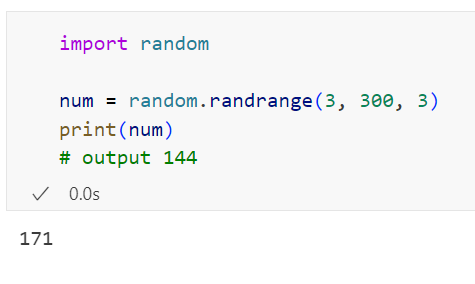 import random
num = random.randrange(3, 300, 3)
print(num)
# output 144
0.0s
171